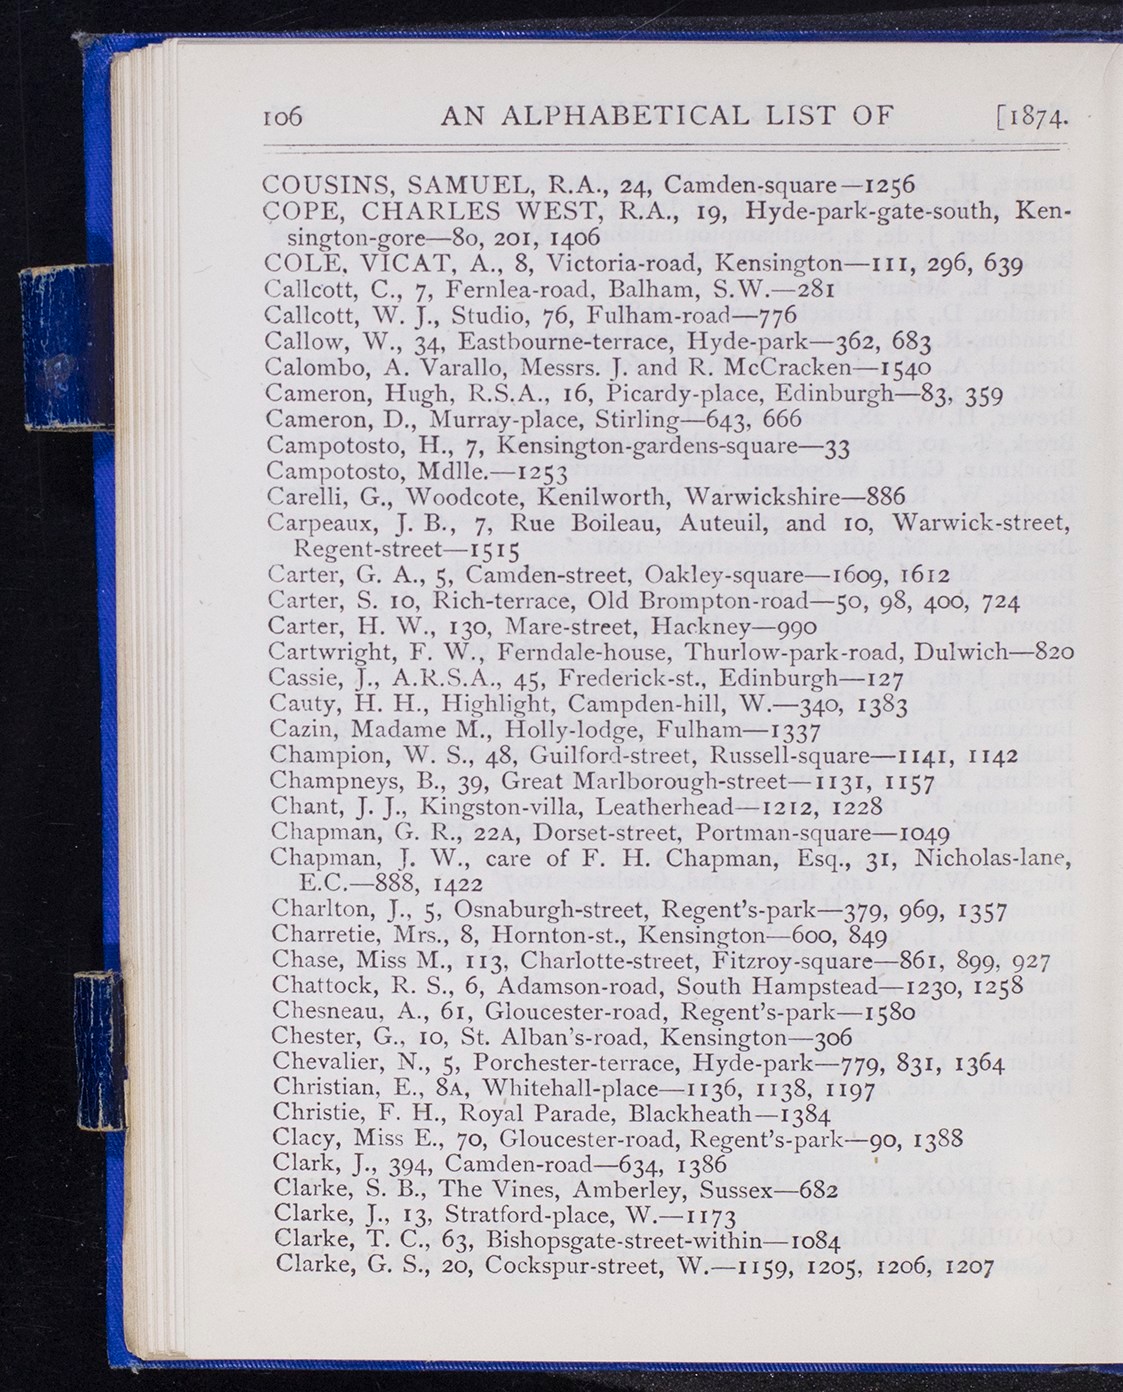 106 AN ALPHABETICAL LIST OF [1874.
COUSINS, SAMUEL, R.A., 24, Camden-square—1256
COPE, CHARLES WEST, R.A., 19, Hyde-park-gate-south, Ken-
sington-gore—80, 201, 1406
COLE, VICAT, A., 8, Victoria-road, Kensington—111, 296, 639
Callcott, C., 7, Fernlea-road, Balham, S.W.—281
Callcott, W. J., Studio, 76, Fulham-road—776
Callow, W., 34, Eastbourne-terrace, Hyde-park—362, 683
Calombo, A. Varallo, Messrs. J. and R. McCracken—1540
Cameron, Hugh, R.S.A., 16, Picardy-place, Edinburgh—83, 359
Cameron, D., Murray-place, Stirling—643, 666
Campotosto, H., 7, Kensington-gardens-square—33
Campotosto, Mdlle.—1253
Carelli, G., Woodcote, Kenilworth, Warwickshire—886
Carpeaux, J. B., 7, Rue Boileau, Auteuil, and 10, Warwick-street,
Regent-street—1515
Carter, G. A., 5, Camden-street, Oakley-square—1609, 1612
Carter, S. 10, Rich-terrace, Old Brompton-road—50, 98, 400, 724
Carter, H. W., 130, Mare-street, Hackney—990
Cartwright, F. W., Ferndale-house, Thurlow-park-road, Dulwich—820
Cassie, J., A.R.S.A., 45, Frederick-st., Edinburgh—127
Cauty, H. H., Highlight, Campden-hill, W.—340, 1383
Cazin, Madame M., Holly-lodge, Fulham—1337
Champion, W. S., 48, Guilford-street, Russell-square—1141, 1142
Champneys, B., 39, Great Marlborough-street—1131, 1157
Chant, J. J., Kingston-villa, Leatherhead—1212, 1228
Chapman, G. R., 22A, Dorset-street, Portman-square—1049
Chapman, J. W., care of F. H. Chapman, Esq., 31, Nicholas-lane,
E.C.—888, 1422
Charlton, J., 5, Osnaburgh-street, Regent's-park—379, 969, 1357
Charretie, Mrs., 8, Hornton-st., Kensington—600, 849
Chase, Miss M., 113, Charlotte-street, Fitzroy-square—861, 899, 927
Chattock, R. S., 6, Adamson-road, South Hampstead—1230, 1258
Chesneau, A., 61, Gloucester-road, Regent's-park—1580
Chester, G., 10, St. Alban's-road, Kensington—306
Chevalier, N., 5, Porchester-terrace, Hyde-park—779, 831, 1364
Christian, E., 8A, Whitehall-place—1136, 1138, 1197
Christie, F. H., Royal Parade, Blackheath—1384
Clacy, Miss E., 70, Gloucester-road, Regent's-park—90, 1388
Clark, J., 394, Camden-road—634, 1386
Clarke, S. B., The Vines, Amberley, Sussex—682
Clarke, J., 13, Stratford-place, W.—1173
Clarke, T. C., 63, Bishopsgate-street-within—1084
Clarke, G. S., 20, Cockspur-street, W.—1159, 1205, 1206, 1207